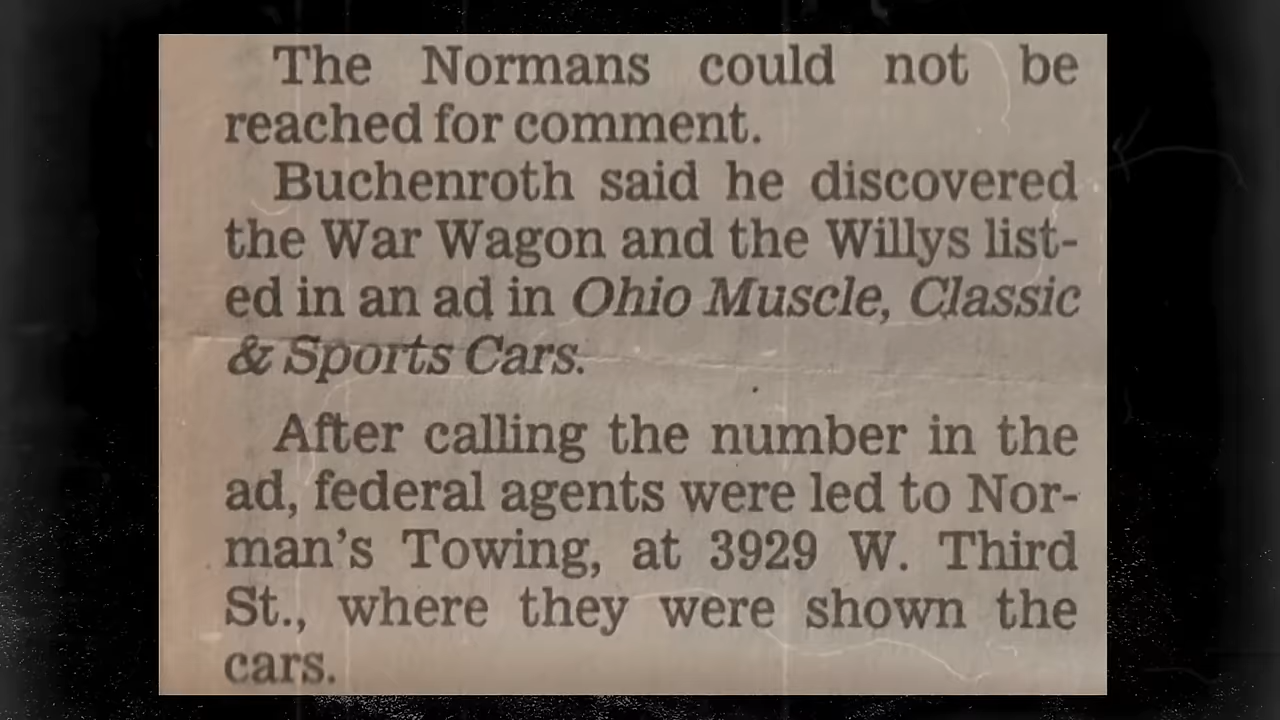 The Normans could not be
reached for comment.
Buchenroth said he discovered
the War Wagon and the Willys list-
ed in an ad in Ohio Muscle, Classic
& Sports Cars.
After calling the number in the
ad, federal agents were led to Nor-
man's Towing, at 3929 W. Third
St., where they were shown the
cars.